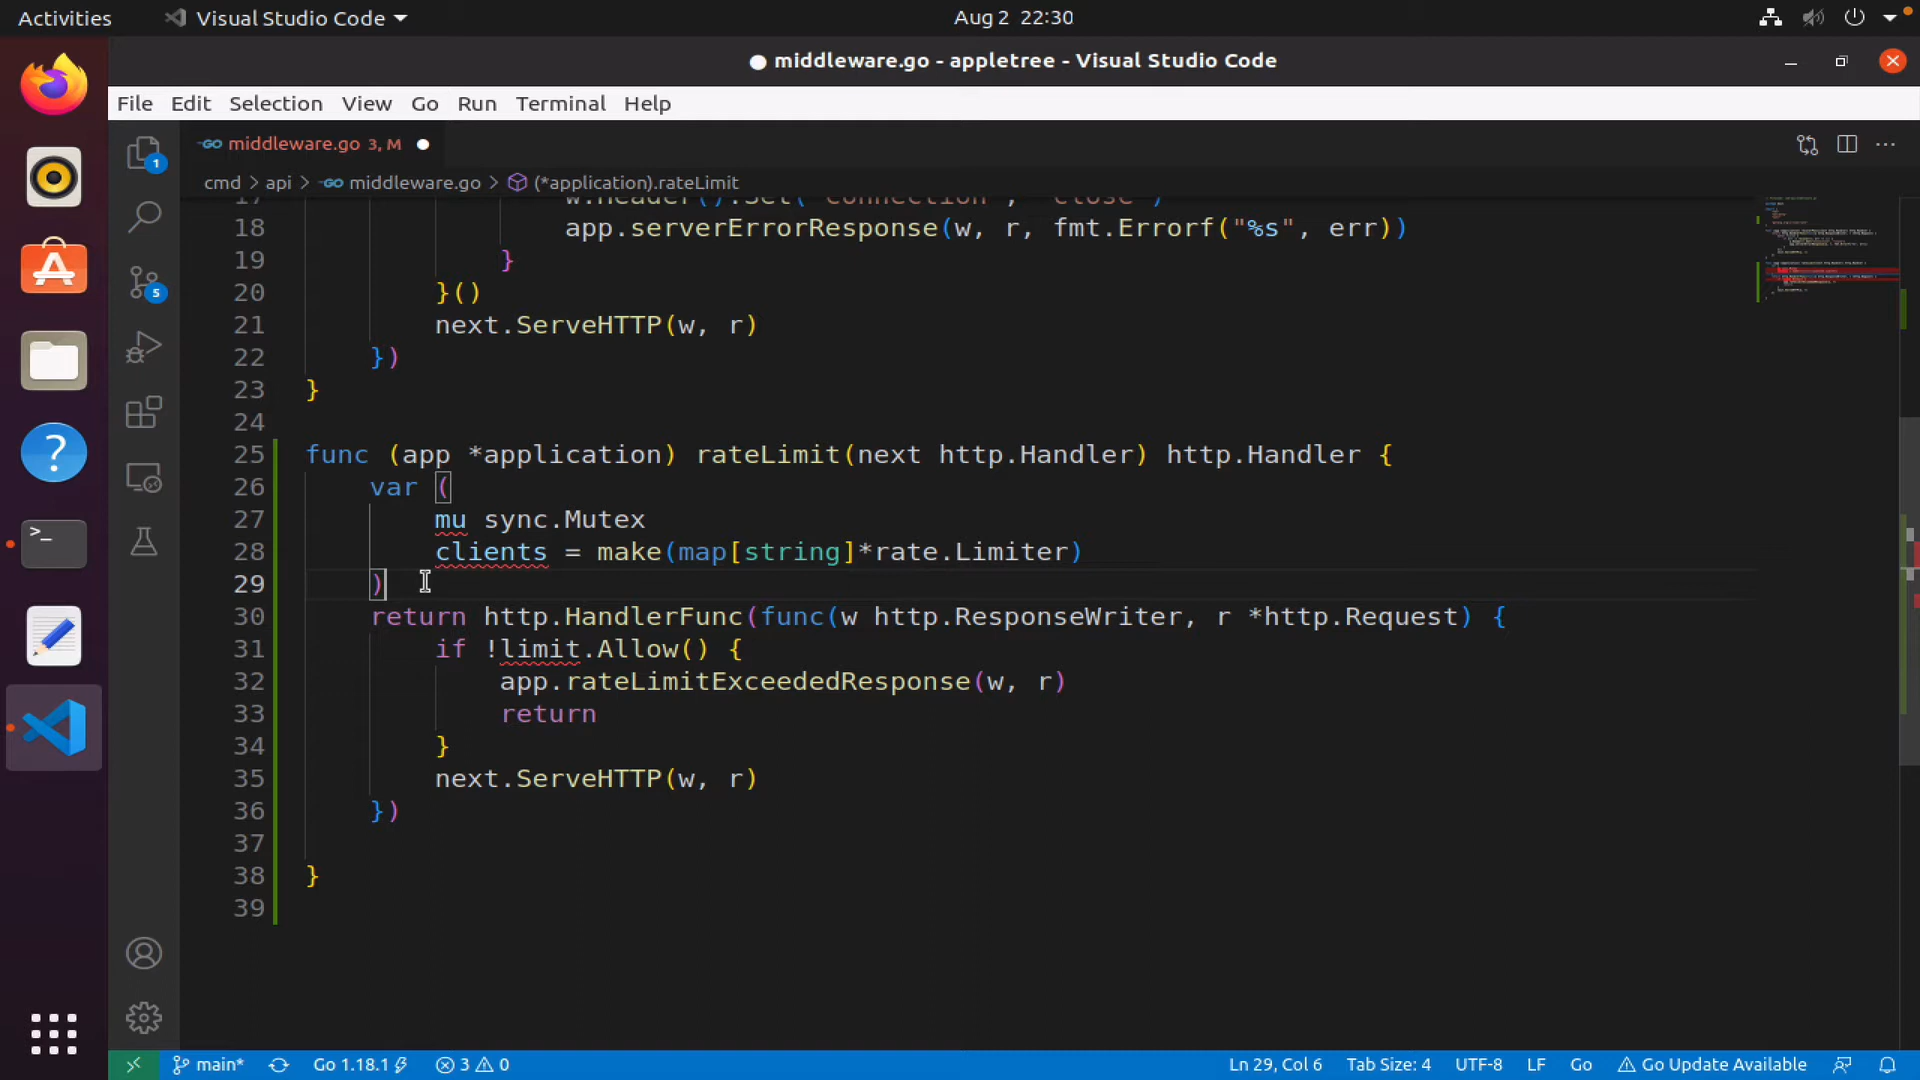 Activities Visual Studio Code Aug 2 22:30
middleware.go - appletree - Visual Studio Code
File Edit Selection View Go Run Terminal Help
middleware.go 3, M
cmd > api > middleware.go > (*application).rateLimit
17 w.Header().Set("connection", "close")
18 app.serverErrorResponse(w, r, fmt.Errorf("%s", err))
19 }
20 }()
21 next.ServeHTTP(w, r)
22 })
23 }
24
25 func (app *application) rateLimit(next http.Handler) http.Handler {
26 var (
27 mu sync.Mutex
28 clients = make(map[string]*rate.Limiter)
29 )
30 return http.HandlerFunc(func(w http.ResponseWriter, r *http.Request) {
31 if !limit.Allow() {
32 app.rateLimitExceededResponse(w, r)
33 return
34 }
35 next.ServeHTTP(w, r)
36 })
37
38 }
39
main* Go 1.18.1 3 0 Ln 29, Col 6 Tab Size: 4 UTF-8 LF Go Go Update Available